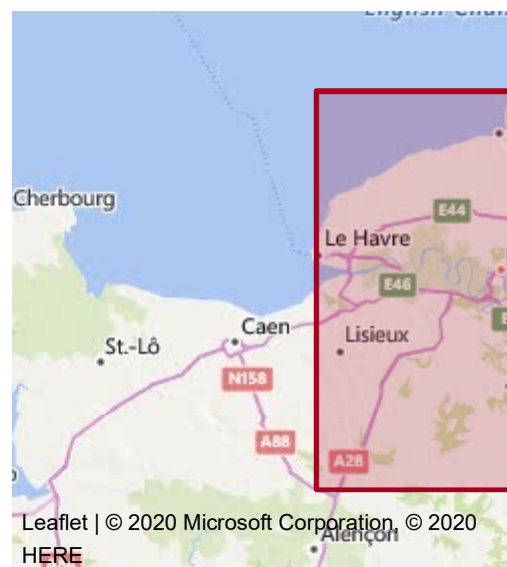 English
Cherbourg
E44
Le Havre
E46
Caen
Lisieux
St.-Lô
N158
A88
A28
Leaflet | © 2020 Microsoft Corporation, © 2020
HERE
Alençon